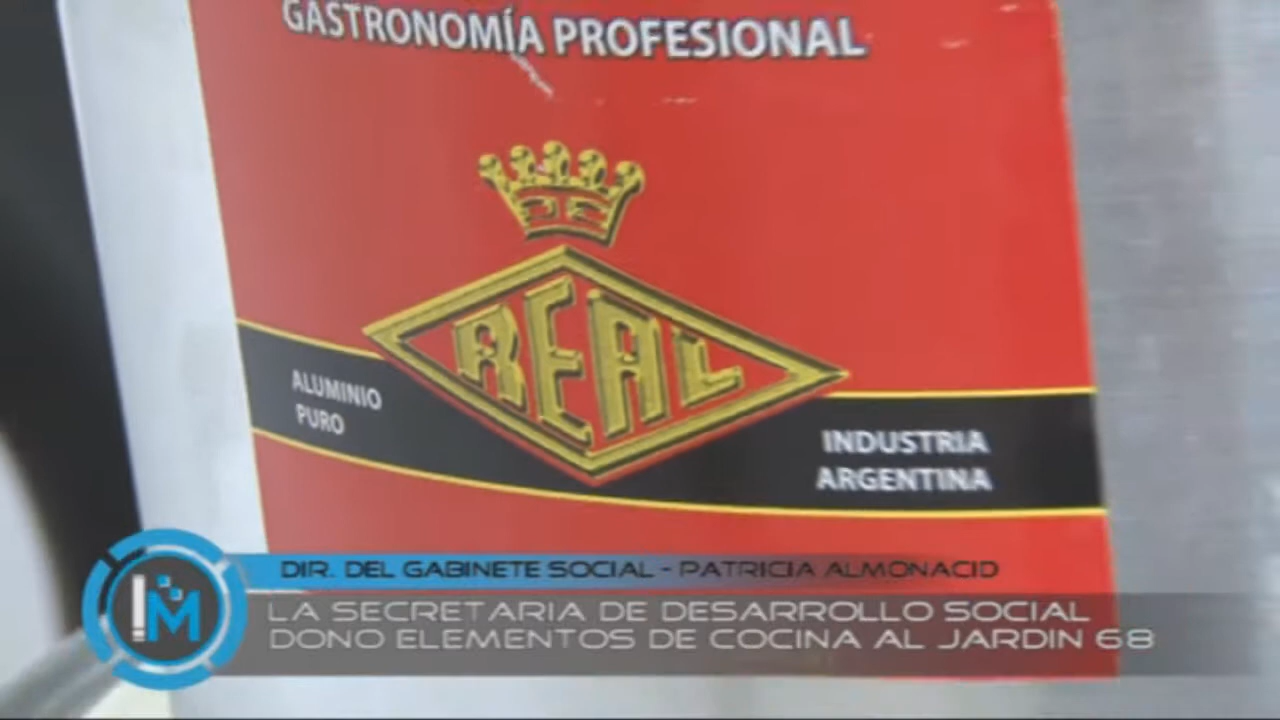 GASTRONOMÍA PROFESIONAL
REAL
ALUMINIO
PURO
INDUSTRIA
ARGENTINA
IM
DIR. DEL GABINETE SOCIAL - PATRICIA ALMONACID
LA SECRETARIA DE DESARROLLO SOCIAL
DONO ELEMENTOS DE COCINA AL JARDIN 68